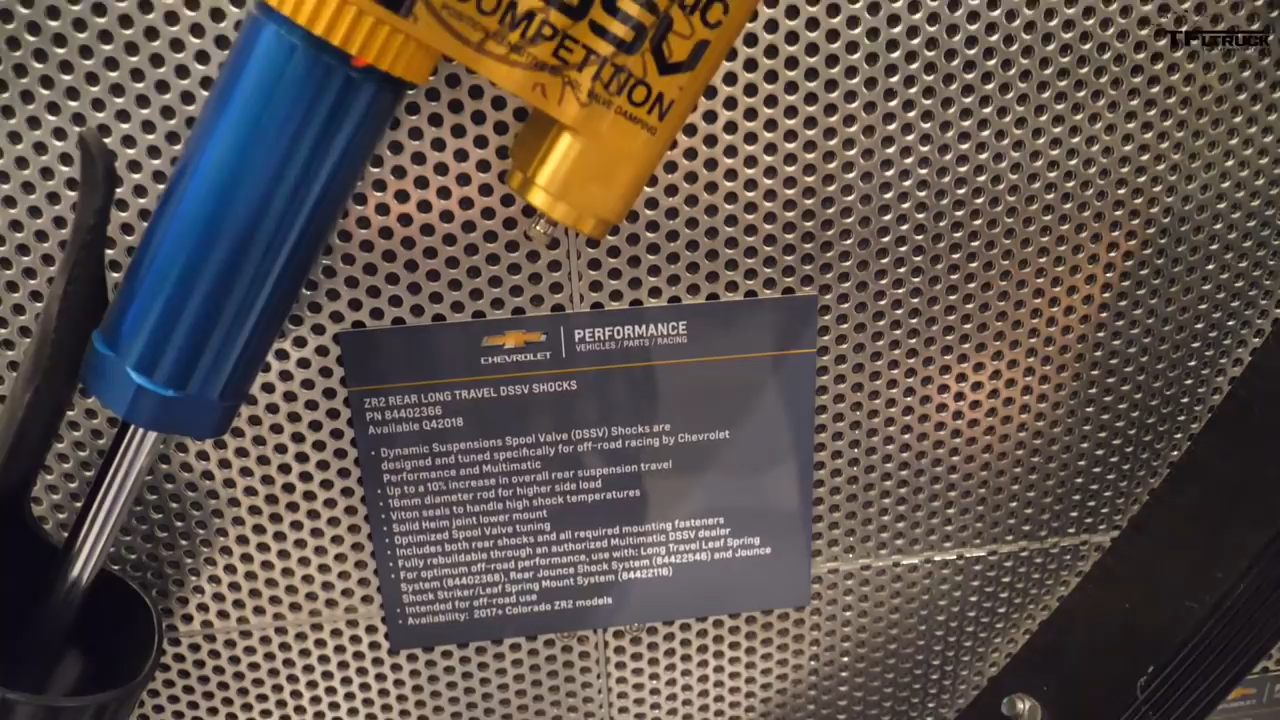 COMPETITION
VALVE DAMPING
TFLTRUCK
CHEVROLET
PERFORMANCE
VEHICLES / PARTS / RACING
ZR2 REAR LONG TRAVEL DSSV SHOCKS
PN 84402366
Available Q42018
• Dynamic Suspensions Spool Valve (DSSV) Shocks are
designed and tuned specifically for off-road racing by Chevrolet
Performance and Multimatic
• Up to a 10% increase in overall rear suspension travel
• 16mm diameter rod for higher side load
• Viton seals to handle high shock temperatures
• Solid Heim joint lower mount
• Optimized Spool Valve tuning
• Includes both rear shocks and all required mounting fasteners
• Fully rebuildable through an authorized Multimatic DSSV dealer
• For optimum off-road performance, use with: Long Travel Leaf Spring
System (84402368), Rear Jounce Shock System (84422546) and Jounce
Shock Striker/Leaf Spring Mount System (84422116)
• Intended for off-road use
• Availability: 2017+ Colorado ZR2 models
CHEVROLET